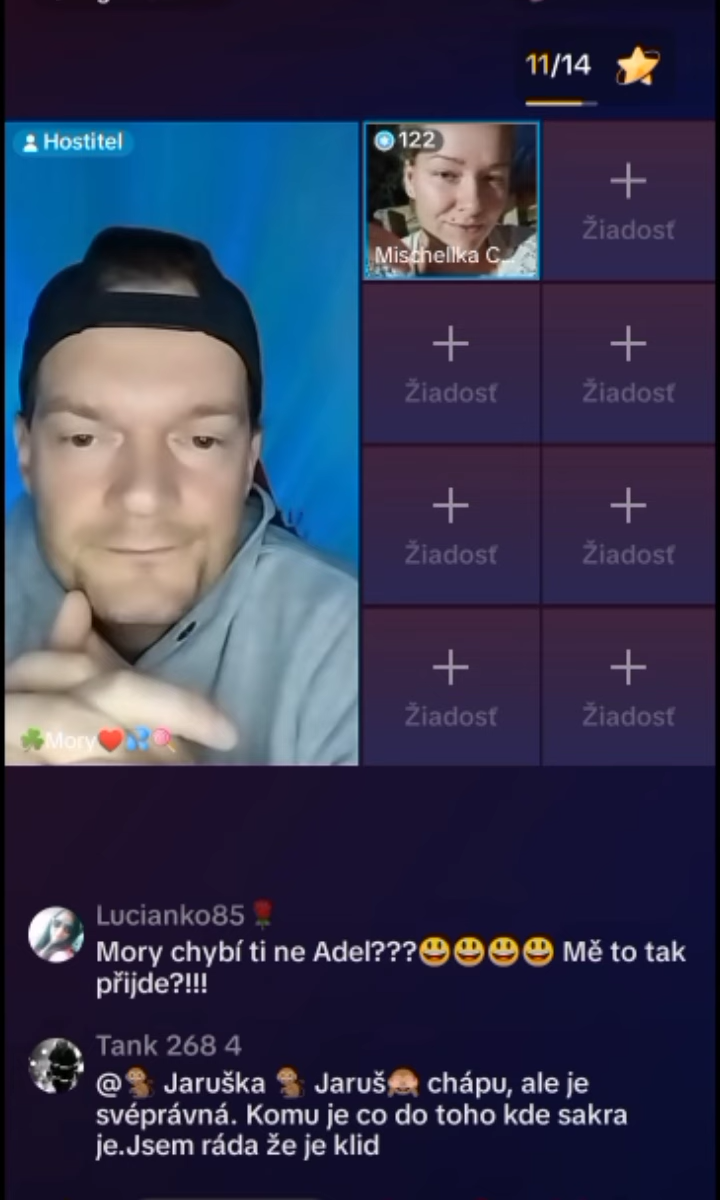 11/14
Hostitel
122
Mischellka C...
Žiadosť
Žiadosť
Žiadosť
Žiadosť
Žiadosť
Žiadosť
Žiadosť
☘️Mory❤️💦🍭
Lucianko85🌹
Mory chybí ti ne Adel???😃😃😃😃 Mě to tak
přijde?!!!
Tank 268 4
@🐒 Jaruška 🐒 Jaruš🙈 chápu, ale je
svéprávná. Komu je co do toho kde sakra
je.Jsem ráda že je klid